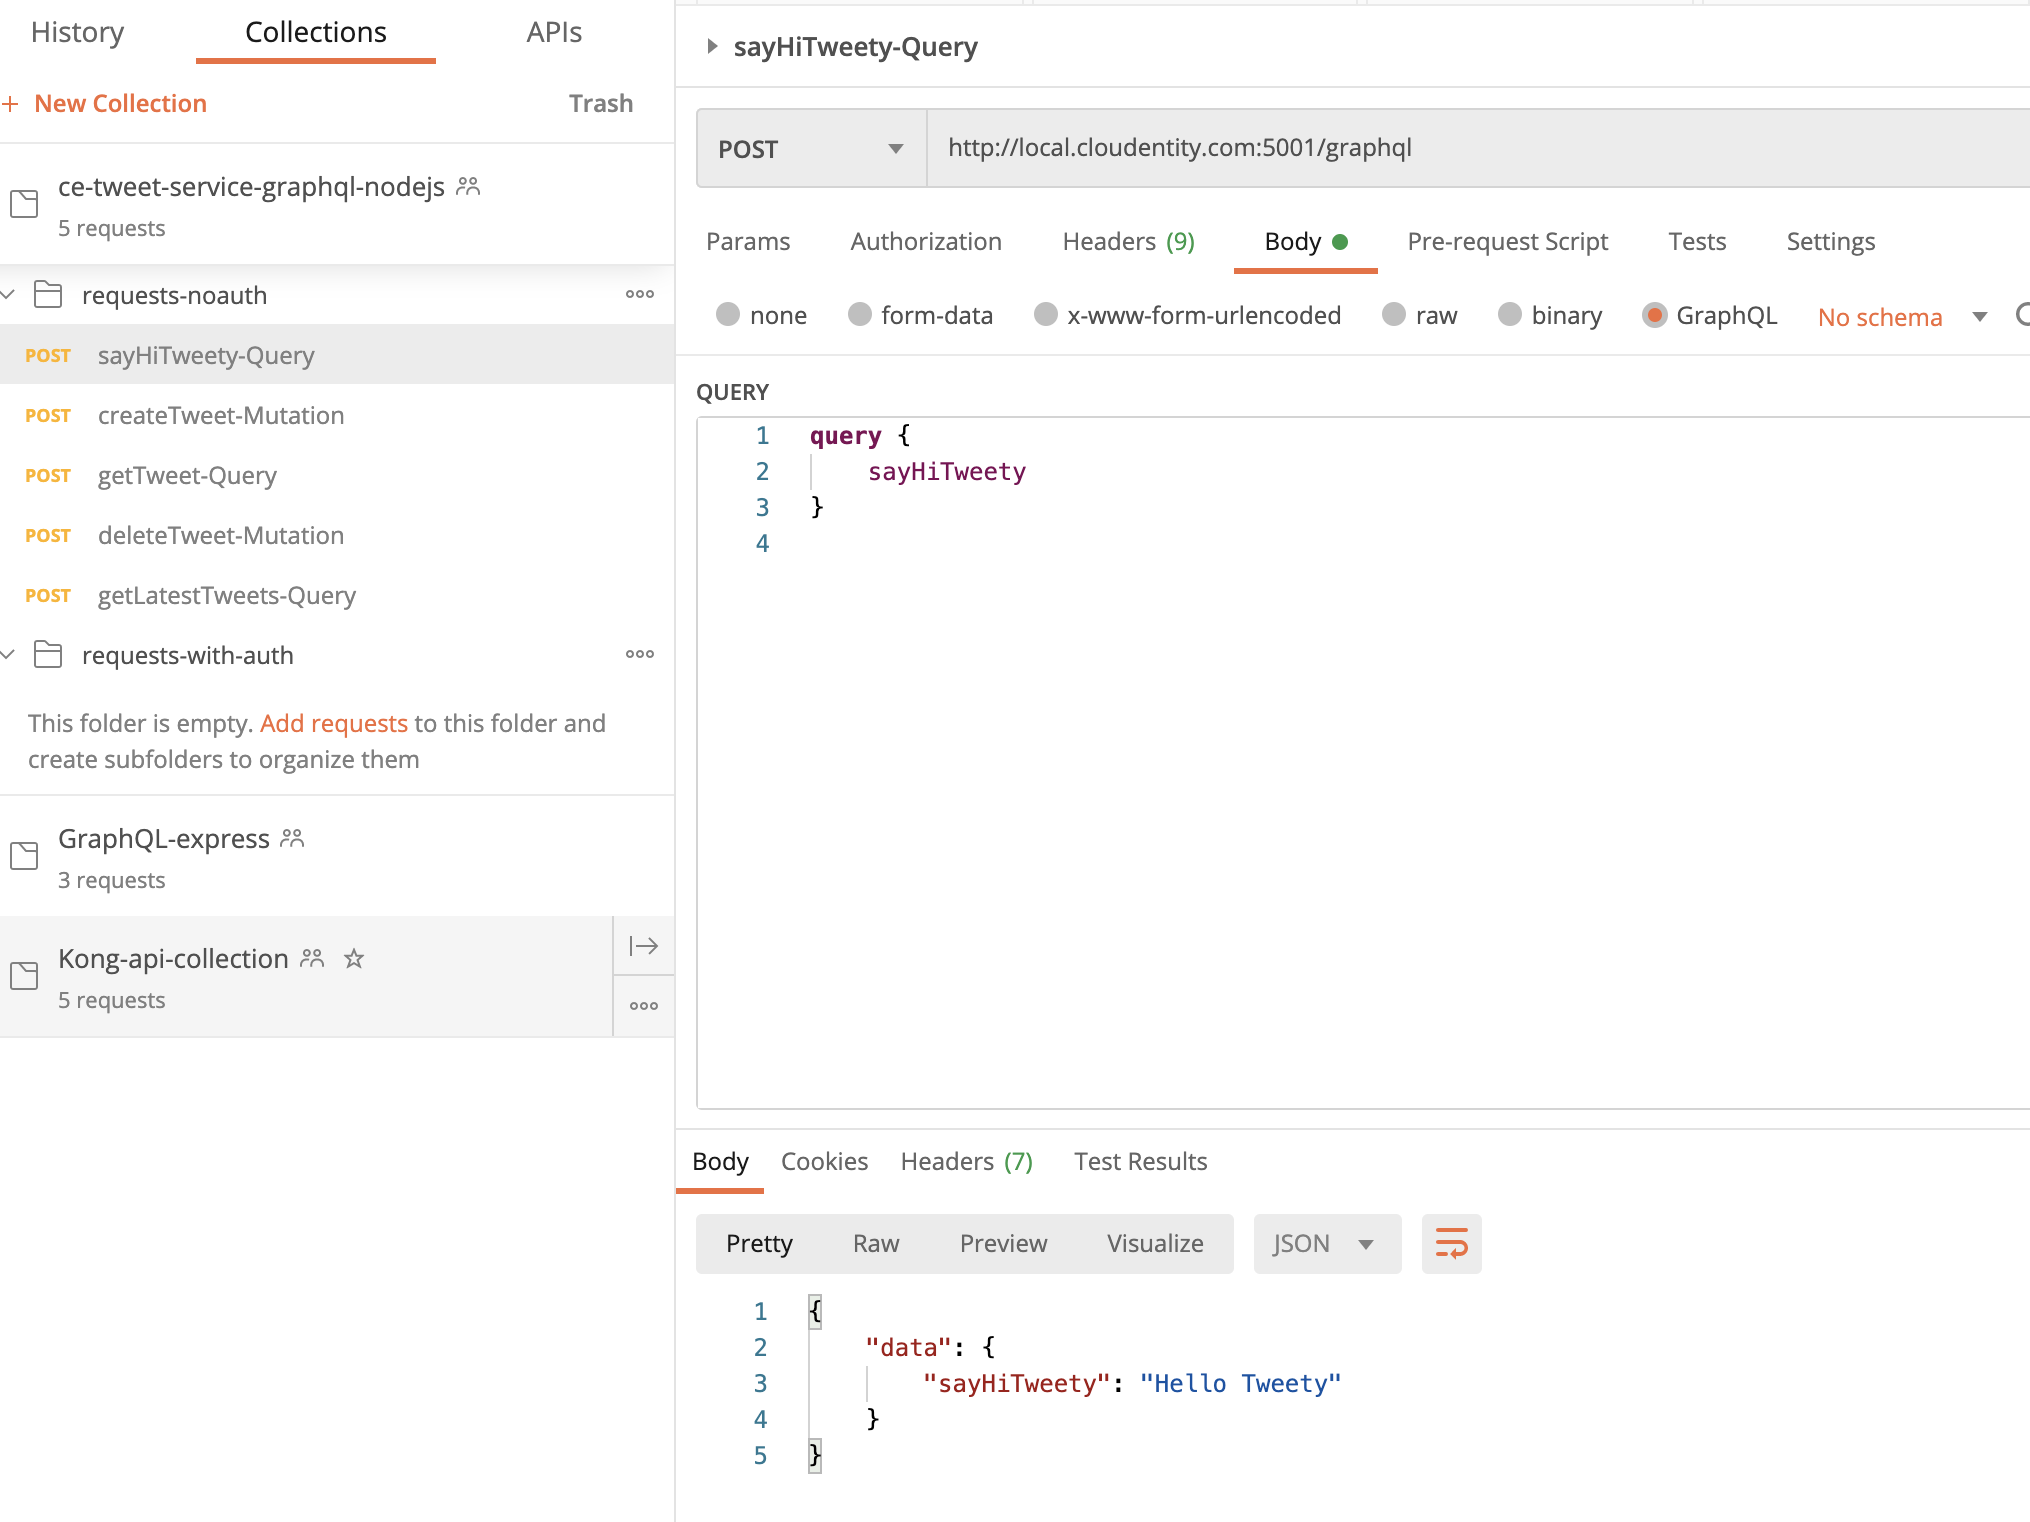 History Collections APIs
+ New Collection Trash
ce-tweet-service-graphql-nodejs
5 requests
requests-noauth
POST sayHiTweety-Query
POST createTweet-Mutation
POST getTweet-Query
POST deleteTweet-Mutation
POST getLatestTweets-Query
requests-with-auth
This folder is empty. Add requests to this folder and
create subfolders to organize them
GraphQL-express
3 requests
Kong-api-collection
5 requests
sayHiTweety-Query
POST http://local.cloudentity.com:5001/graphql
Params Authorization Headers (9) Body Pre-request Script Tests Settings
none form-data x-www-form-urlencoded raw binary GraphQL No schema
QUERY
1 query {
2 sayHiTweety
3 }
4
Body Cookies Headers (7) Test Results
Pretty Raw Preview Visualize JSON
1 {
2 "data": {
3 "sayHiTweety": "Hello Tweety"
4 }
5 }